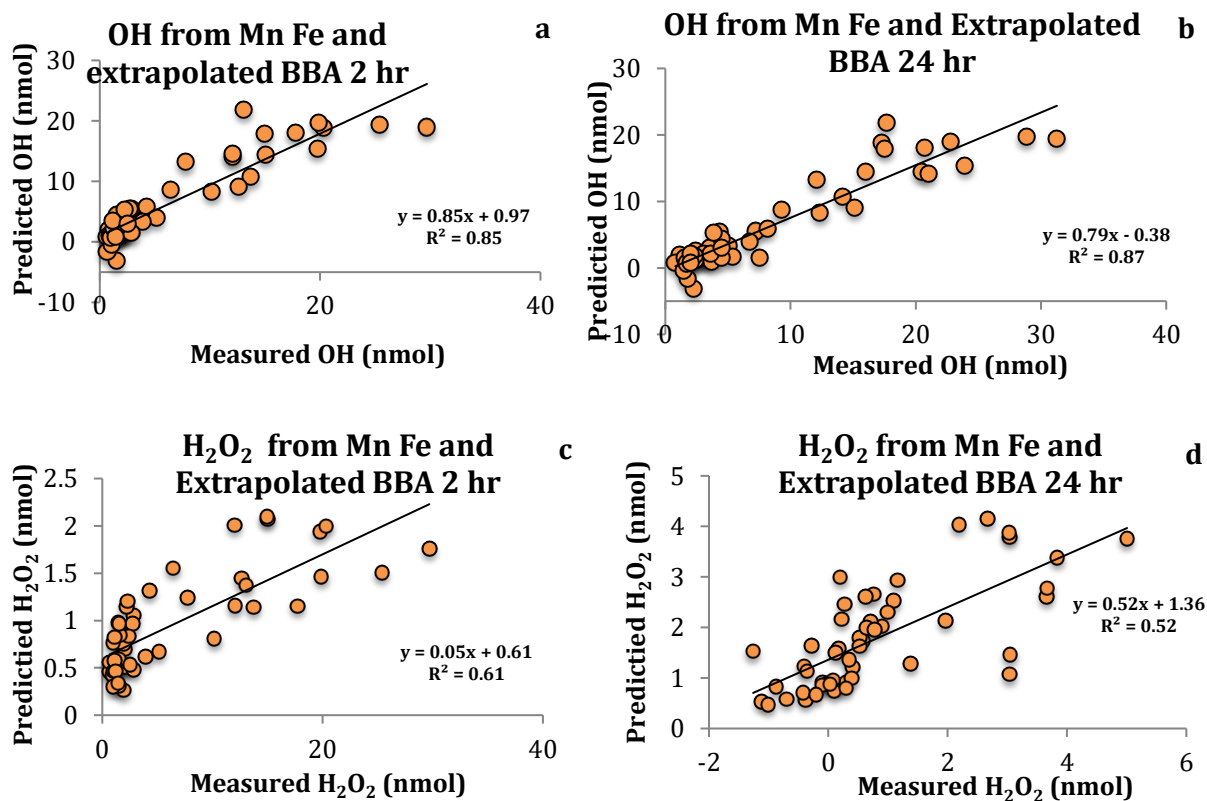 OH from Mn Fe and
extrapolated BBA 2 hr
a
30
20
10
0
-10
0
20
40
Predicted OH (nmol)
y = 0.85x + 0.97
R² = 0.85
Measured OH (nmol)
OH from Mn Fe and Extrapolated
BBA 24 hr
b
30
20
10
0
-10
0
10
20
30
40
Predictied OH (nmol)
y = 0.79x - 0.38
R² = 0.87
Measured OH (nmol)
H₂O₂ from Mn Fe and
Extrapolated BBA 2 hr
c
2.5
2
1.5
1
0.5
0
0
20
40
Predictied H₂O₂ (nmol)
y = 0.05x + 0.61
R² = 0.61
Measured H₂O₂ (nmol)
H₂O₂ from Mn Fe and
Extrapolated BBA 24 hr
d
5
4
3
2
1
0
-2
0
2
4
6
Predictied H₂O₂ (nmol)
y = 0.52x + 1.36
R² = 0.52
Measured H₂O₂ (nmol)